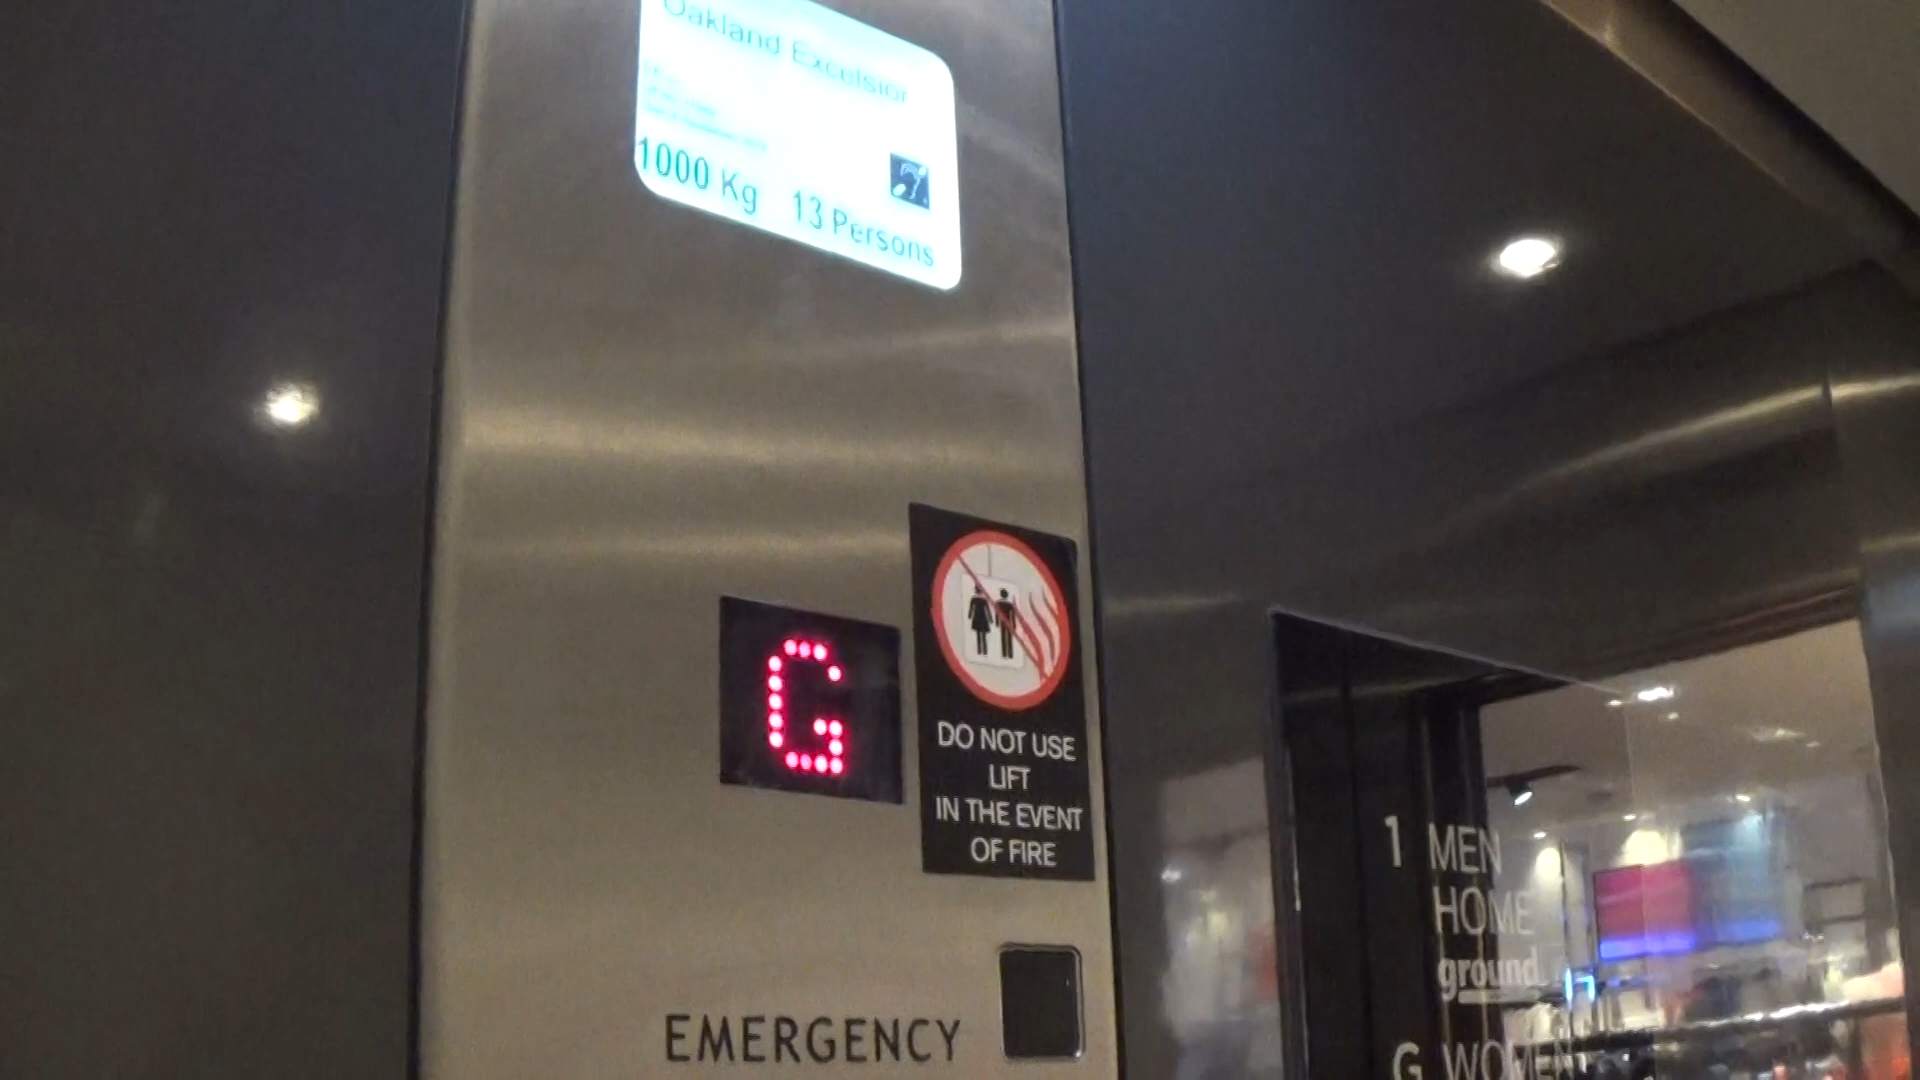 Oakland Excelsior
1000 Kg 13 Persons
G
DO NOT USE
LIFT
IN THE EVENT
OF FIRE
EMERGENCY
1 MEN
HOME
ground
G WOMEN